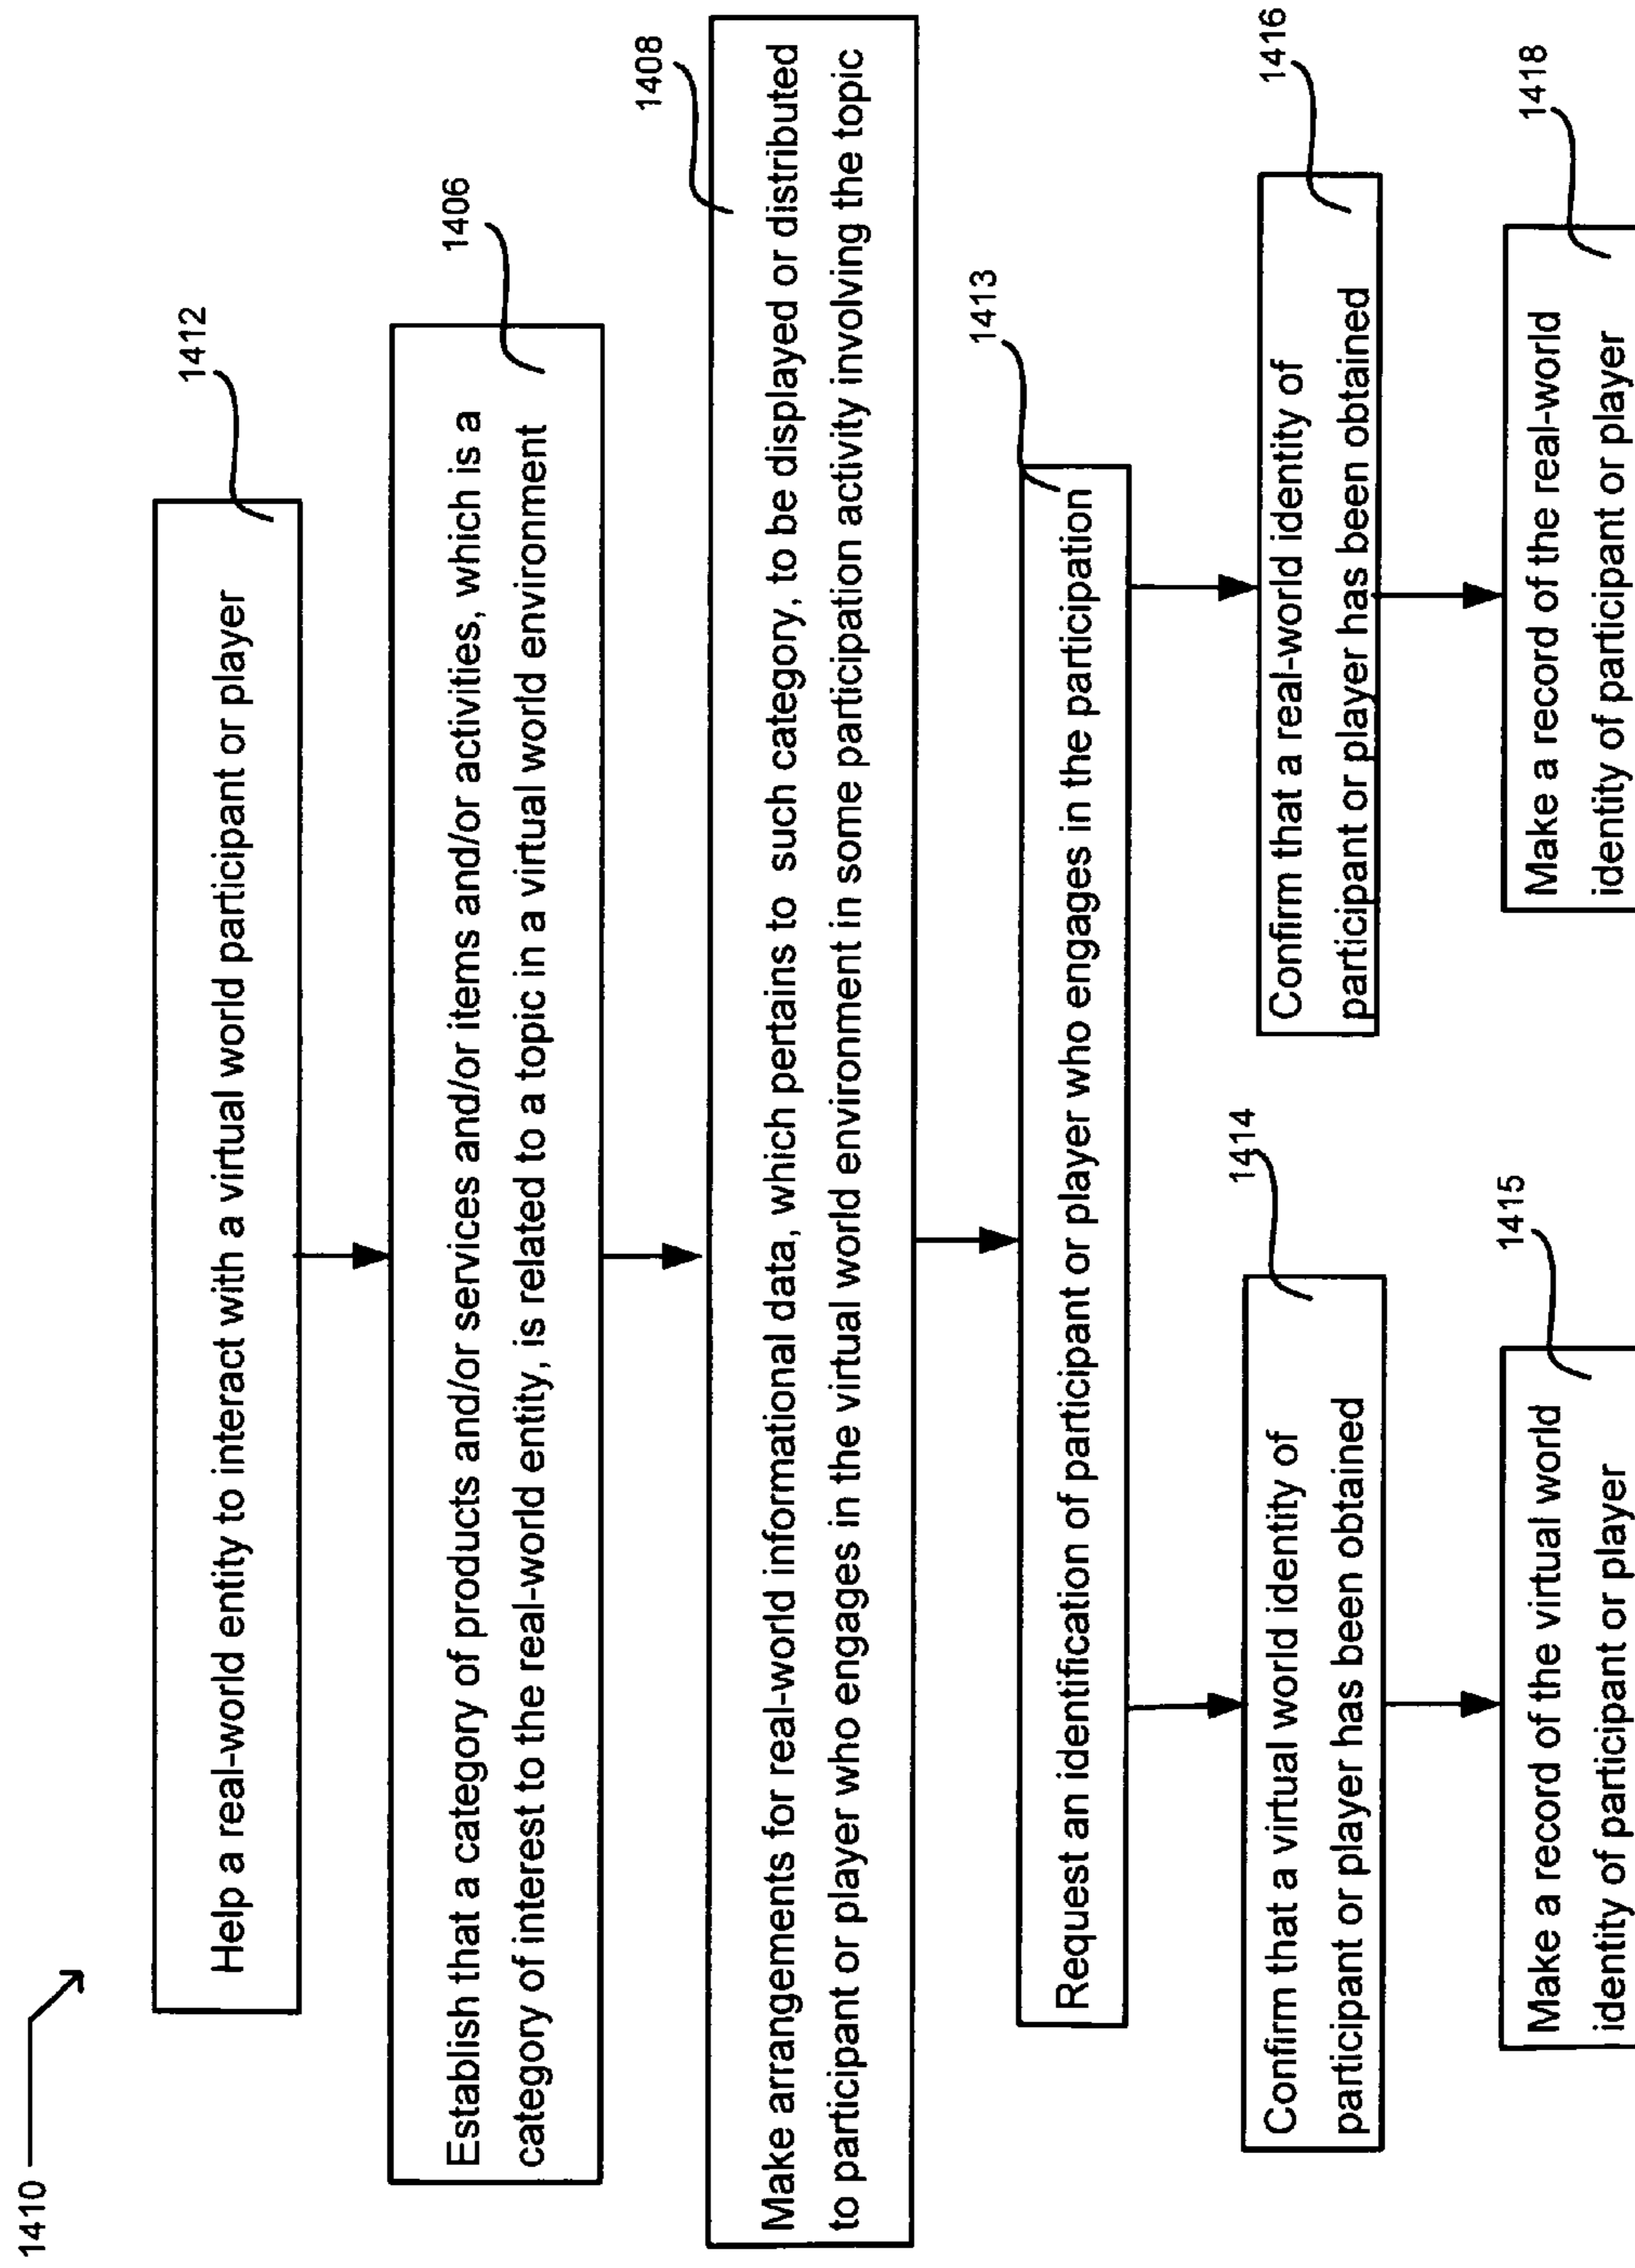 1410
1412
Help a real-world entity to interact with a virtual world participant or player
1406
Establish that a category of products and/or services and/or items and/or activities, which is a
category of interest to the real-world entity, is related to a topic in a virtual world environment
1408
Make arrangements for real-world informational data, which pertains to such category, to be displayed or distributed
to participant or player who engages in the virtual world environment in some participation activity involving the topic
1413
Request an identification of participant or player who engages in the participation
1414
Confirm that a virtual world identity of
participant or player has been obtained
1416
Confirm that a real-world identity of
participant or player has been obtained
1415
Make a record of the virtual world
identity of participant or player
1418
Make a record of the real-world
identity of participant or player